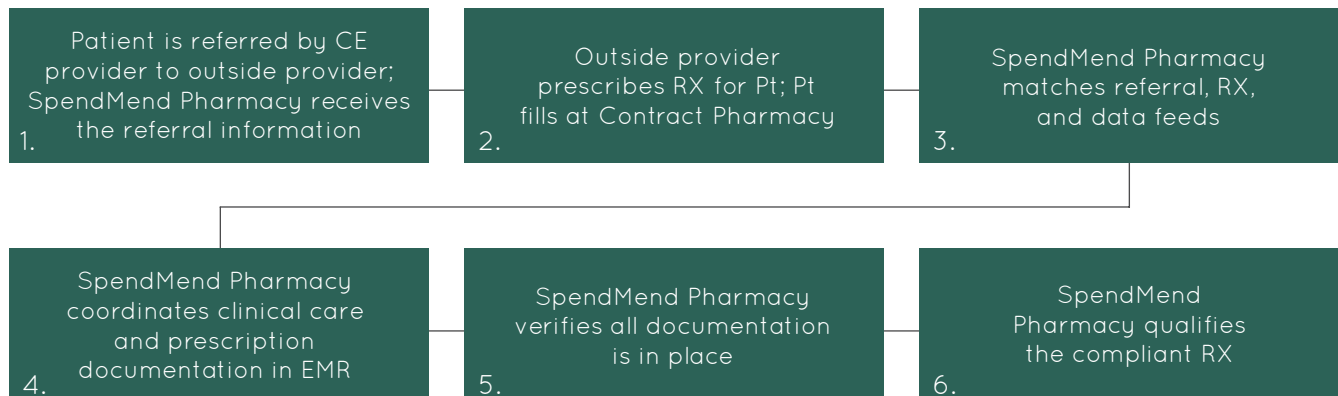 Patient is referred by CE
provider to outside provider;
SpendMend Pharmacy receives
the referral information
1.
Outside provider
prescribes RX for Pt; Pt
fills at Contract Pharmacy
2.
SpendMend Pharmacy
matches referral, RX,
and data feeds
3.
SpendMend Pharmacy
coordinates clinical care
and prescription
documentation in EMR
4.
SpendMend Pharmacy
verifies all documentation
is in place
5.
SpendMend
Pharmacy qualifies
the compliant RX
6.